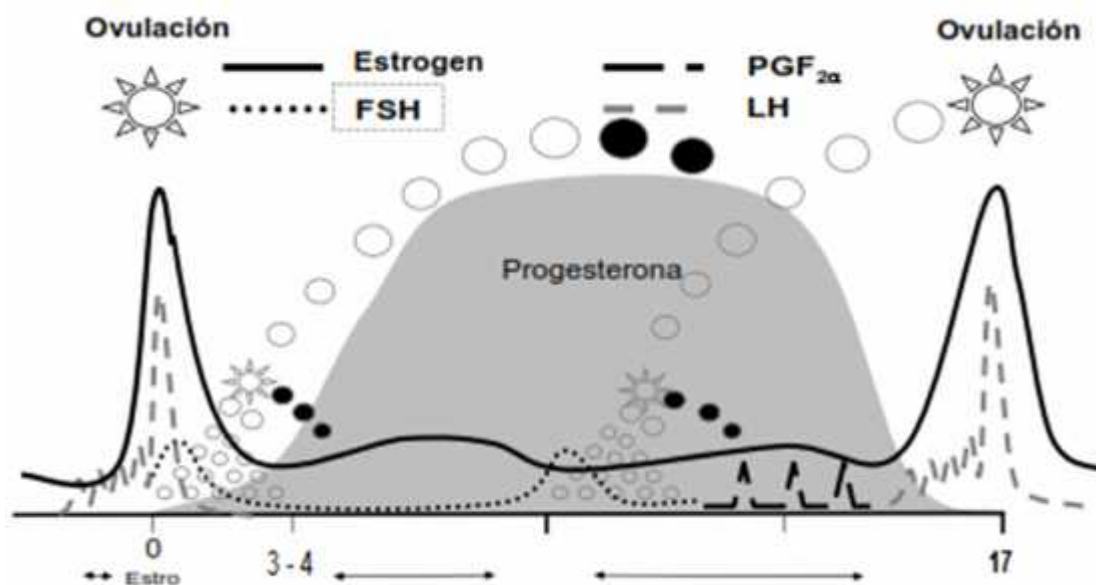 Ovulación
Ovulación
Estrogen
PGF2α
FSH
LH
Progesterona
0
3 - 4
17
Estro